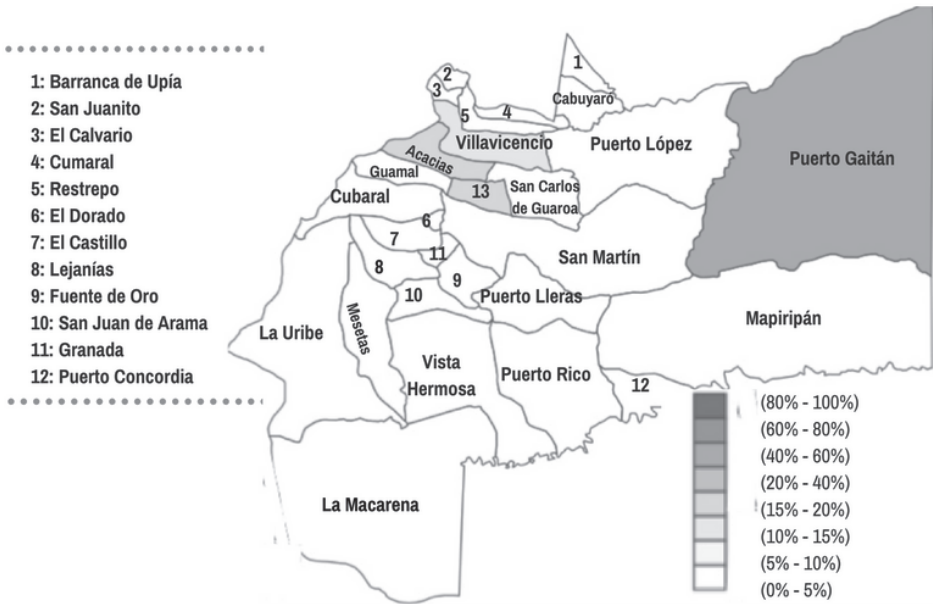 1: Barranca de Upía
2: San Juanito
3: El Calvario
4: Cumaral
5: Restrepo
6: El Dorado
7: El Castillo
8: Lejanías
9: Fuente de Oro
10: San Juan de Arama
11: Granada
12: Puerto Concordia
1
2
3
Cabuyaró
5
4
Villavicencio
Puerto López
Puerto Gaitán
Acacías
Guamal
13
San Carlos
de Guaroa
Cubaral
6
7
11
San Martín
8
9
10
Puerto Lleras
Mesetas
La Uribe
Mapiripán
Vista
Hermosa
Puerto Rico
12
La Macarena
(80% - 100%)
(60% - 80%)
(40% - 60%)
(20% - 40%)
(15% - 20%)
(10% - 15%)
(5% - 10%)
(0% - 5%)